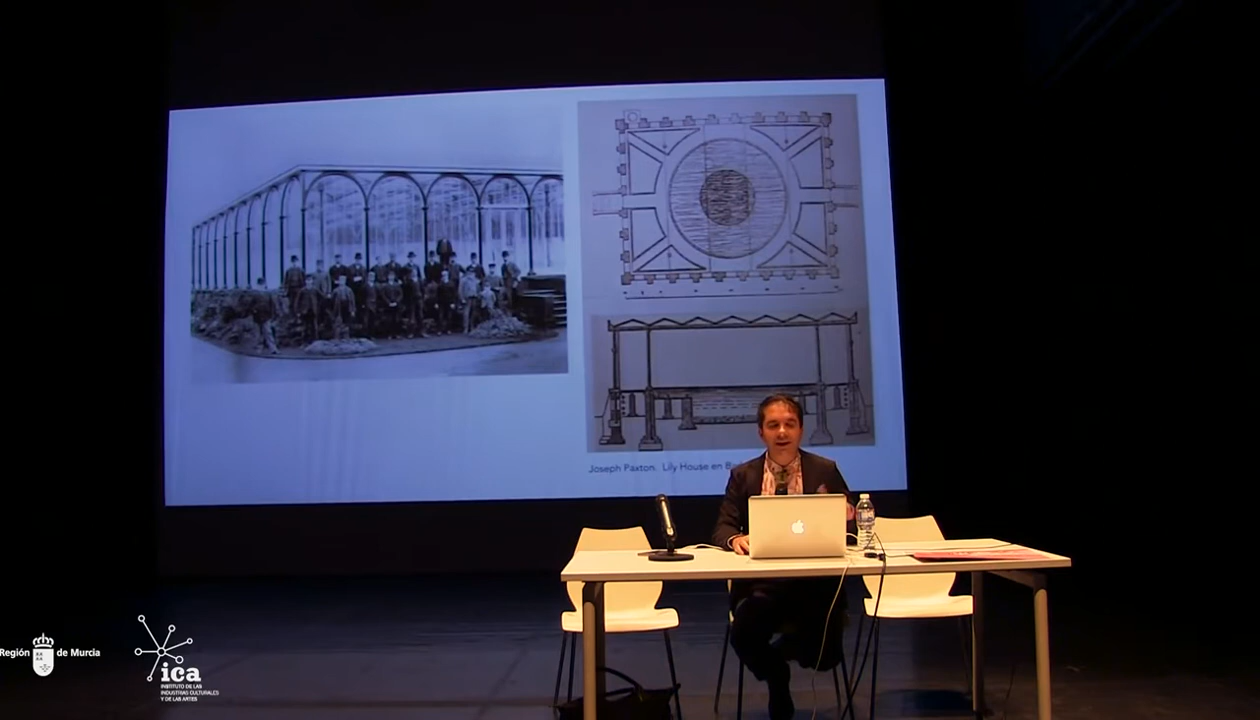 Joseph Paxton. Lily House en
Región de Murcia
ica
INSTITUTO DE LAS
INDUSTRIAS CULTURALES
Y DE LAS ARTES